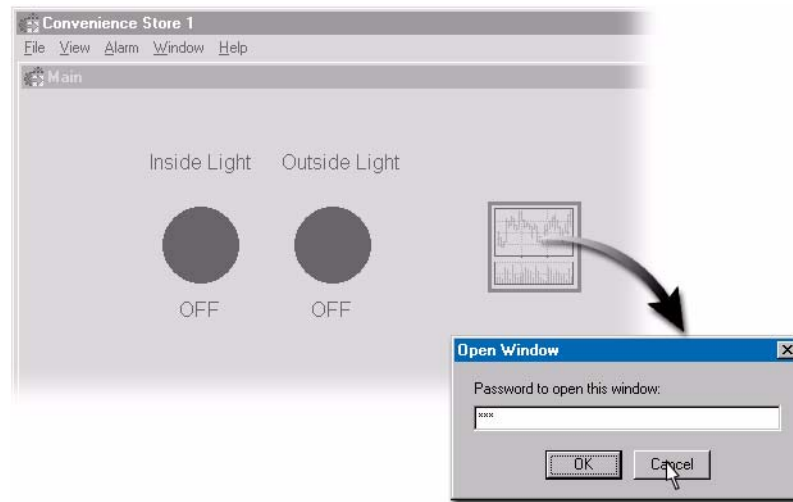 Convenience Store 1
File View Alarm Window Help
Main
Inside Light Outside Light
OFF OFF
Open Window
Password to open this window:
xxx
OK Cancel